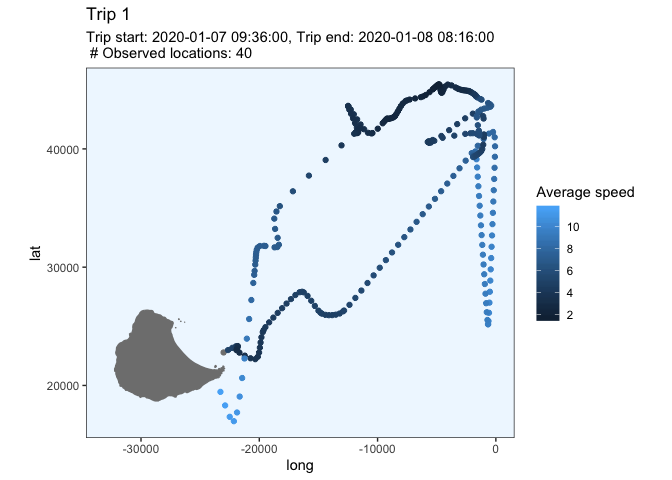 Trip 1
Trip start: 2020-01-07 09:36:00, Trip end: 2020-01-08 08:16:00
# Observed locations: 40
40000
30000
20000
lat
-30000
-20000
-10000
0
long
Average speed
10
8
6
4
2